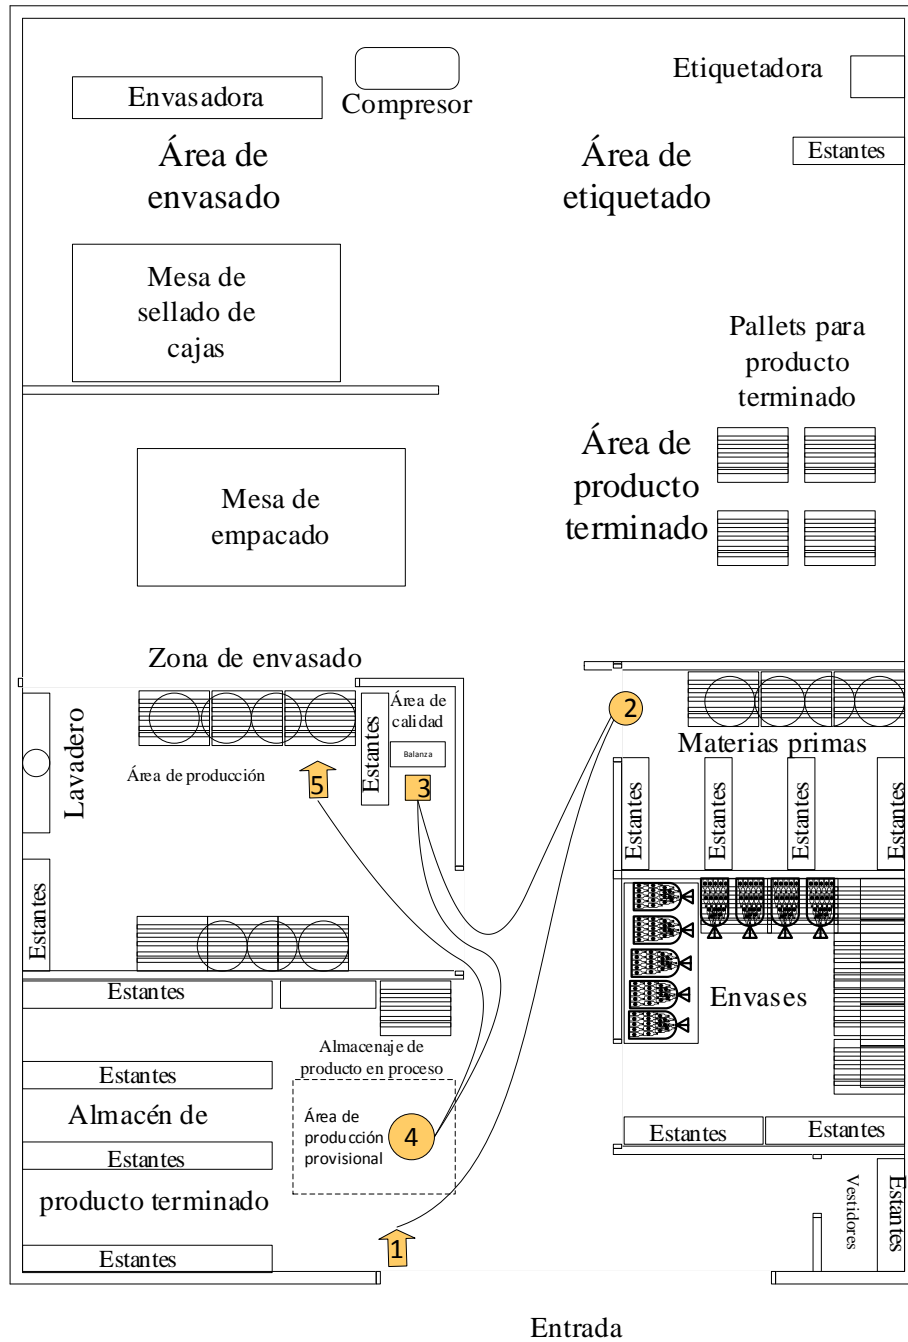 Envasadora
Compresor
Etiquetadora
Área de
envasado
Área de
etiquetado
Estantes
Mesa de
sellado de
cajas
Pallets para
producto
terminado
Área de
producto
terminado
Mesa de
empacado
Zona de envasado
Lavadero
Área de producción
5
Estantes
Área de
calidad
Balanza
3
2
Materias primas
Estantes
Estantes
Estantes
Estantes
Estantes
Estantes
Envases
Almacenaje de
producto en proceso
Estantes
Almacén de
Área de
producción
provisional
4
Estantes
producto terminado
Estantes
1
Estantes
Estantes
Vestidores
Estantes
Entrada